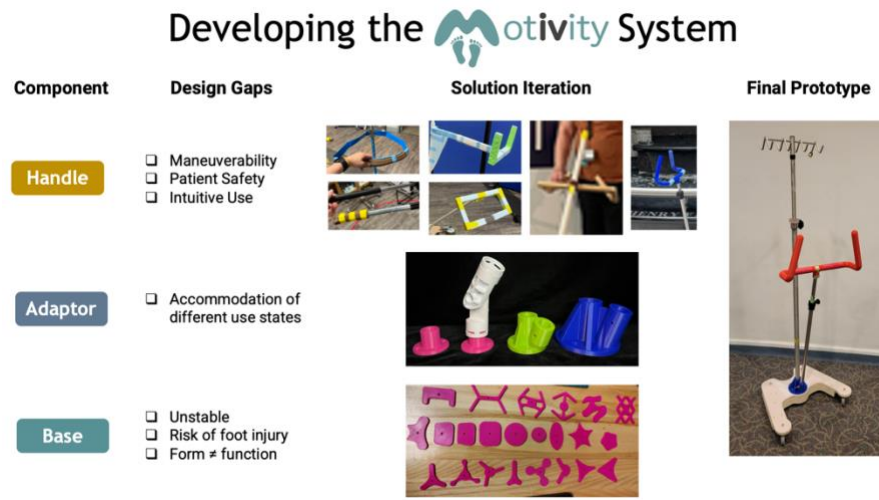 Developing the Motivity System
Component
Design Gaps
Solution Iteration
Final Prototype
Handle
❑ Maneuverability
❑ Patient Safety
❑ Intuitive Use
HENRY
Adaptor
❑ Accommodation of
different use states
Base
❑ Unstable
❑ Risk of foot injury
❑ Form ≠ function